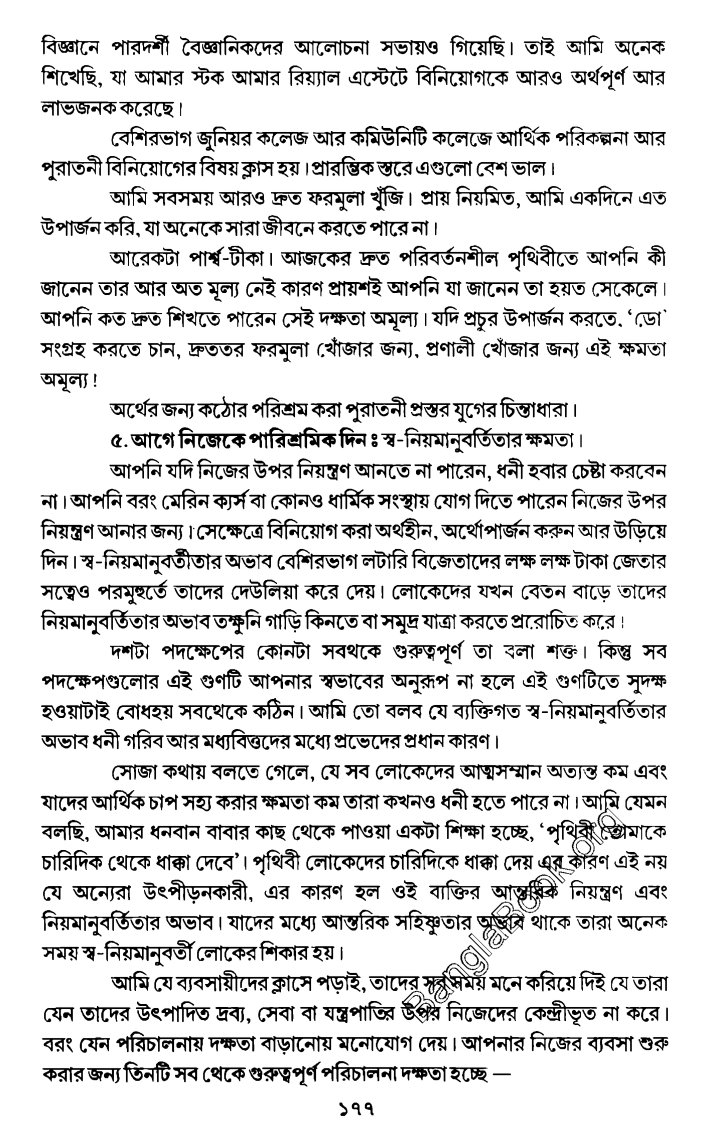 বিজ্ঞানে পারদর্শী বৈজ্ঞানিকদের আলোচনা সভায়ও গিয়েছি। তাই আমি অনেক
শিখেছি, যা আমার স্টক আমার রিয়্যাল এস্টেটে বিনিয়োগকে আরও অর্থপূর্ণ আর
লাভজনক করেছে।
বেশিরভাগ জুনিয়র কলেজ আর কমিউনিটি কলেজে আর্থিক পরিকল্পনা আর
পুরাতনী বিনিয়োগের বিষয় ক্লাস হয়। প্রারম্ভিক স্তরে এগুলো বেশ ভাল।
আমি সবসময় আরও দ্রুত ফরমুলা খুঁজি। প্রায় নিয়মিত, আমি একদিনে এত
উপার্জন করি, যা অনেকে সারা জীবনে করতে পারে না।
আরেকটা পার্শ্ব-টীকা। আজকের দ্রুত পরিবর্তনশীল পৃথিবীতে আপনি কী
জানেন তার আর অত মূল্য নেই কারণ প্রায়শই আপনি যা জানেন তা হয়ত সেকেলে।
আপনি কত দ্রুত শিখতে পারেন সেই দক্ষতা অমূল্য। যদি প্রচুর উপার্জন করতে, ‘ডো’
সংগ্রহ করতে চান, দ্রুততর ফরমুলা খোঁজার জন্য, প্রণালী খোঁজার জন্য এই ক্ষমতা
অমূল্য!
অর্থের জন্য কঠোর পরিশ্রম করা পুরাতনী প্রস্তর যুগের চিন্তাধারা।
৫. আগে নিজেকে পারিশ্রমিক দিন ঃ স্ব-নিয়মানুবর্তিতার ক্ষমতা।
আপনি যদি নিজের উপর নিয়ন্ত্রণ আনতে না পারেন, ধনী হবার চেষ্টা করবেন
না। আপনি বরং মেরিন ক্যর্স বা কোনও ধার্মিক সংস্থায় যোগ দিতে পারেন নিজের উপর
নিয়ন্ত্রণ আনার জন্য। সেক্ষেত্রে বিনিয়োগ করা অর্থহীন, অর্থোপার্জন করুন আর উড়িয়ে
দিন। স্ব-নিয়মানুবর্তীতার অভাব বেশিরভাগ লটারি বিজেতাদের লক্ষ লক্ষ টাকা জেতার
সত্বেও পরমুহুর্তে তাদের দেউলিয়া করে দেয়। লোকেদের যখন বেতন বাড়ে তাদের
নিয়মানুবর্তিতার অভাব তক্ষুনি গাড়ি কিনতে বা সমুদ্র যাত্রা করতে প্ররোচিত করে।
দশটা পদক্ষেপের কোনটা সবথকে গুরুত্বপূর্ণ তা বলা শক্ত। কিন্তু সব
পদক্ষেপগুলোর এই গুণটি আপনার স্বভাবের অনুরূপ না হলে এই গুণটিতে সুদক্ষ
হওয়াটাই বোধহয় সবথেকে কঠিন। আমি তো বলব যে ব্যক্তিগত স্ব-নিয়মানুবর্তিতার
অভাব ধনী গরিব আর মধ্যবিত্তদের মধ্যে প্রভেদের প্রধান কারণ।
সোজা কথায় বলতে গেলে, যে সব লোকেদের আত্মসম্মান অত্যন্ত কম এবং
যাদের আর্থিক চাপ সহ্য করার ক্ষমতা কম তারা কখনও ধনী হতে পারে না। আমি যেমন
বলছি, আমার ধনবান বাবার কাছ থেকে পাওয়া একটা শিক্ষা হচ্ছে, ‘পৃথিবী তোমাকে
চারিদিক থেকে ধাক্কা দেবে’। পৃথিবী লোকেদের চারিদিকে ধাক্কা দেয় এর কারণ এই নয়
যে অন্যেরা উৎপীড়নকারী, এর কারণ হল ওই ব্যক্তির আন্তরিক নিয়ন্ত্রণ এবং
নিয়মানুবর্তিতার অভাব। যাদের মধ্যে আন্তরিক সহিষ্ণুতার অভাব থাকে তারা অনেক
সময় স্ব-নিয়মানুবর্তী লোকের শিকার হয়।
আমি যে ব্যবসায়ীদের ক্লাসে পড়াই, তাদের সব সময় মনে করিয়ে দিই যে তারা
যেন তাদের উৎপাদিত দ্রব্য, সেবা বা যন্ত্রপাতির উপর নিজেদের কেন্দ্রীভূত না করে।
বরং যেন পরিচালনায় দক্ষতা বাড়ানোয় মনোযোগ দেয়। আপনার নিজের ব্যবসা শুরু
করার জন্য তিনটি সব থেকে গুরুত্বপূর্ণ পরিচালনা দক্ষতা হচ্ছে —
১৭৭
BanglaBook.org